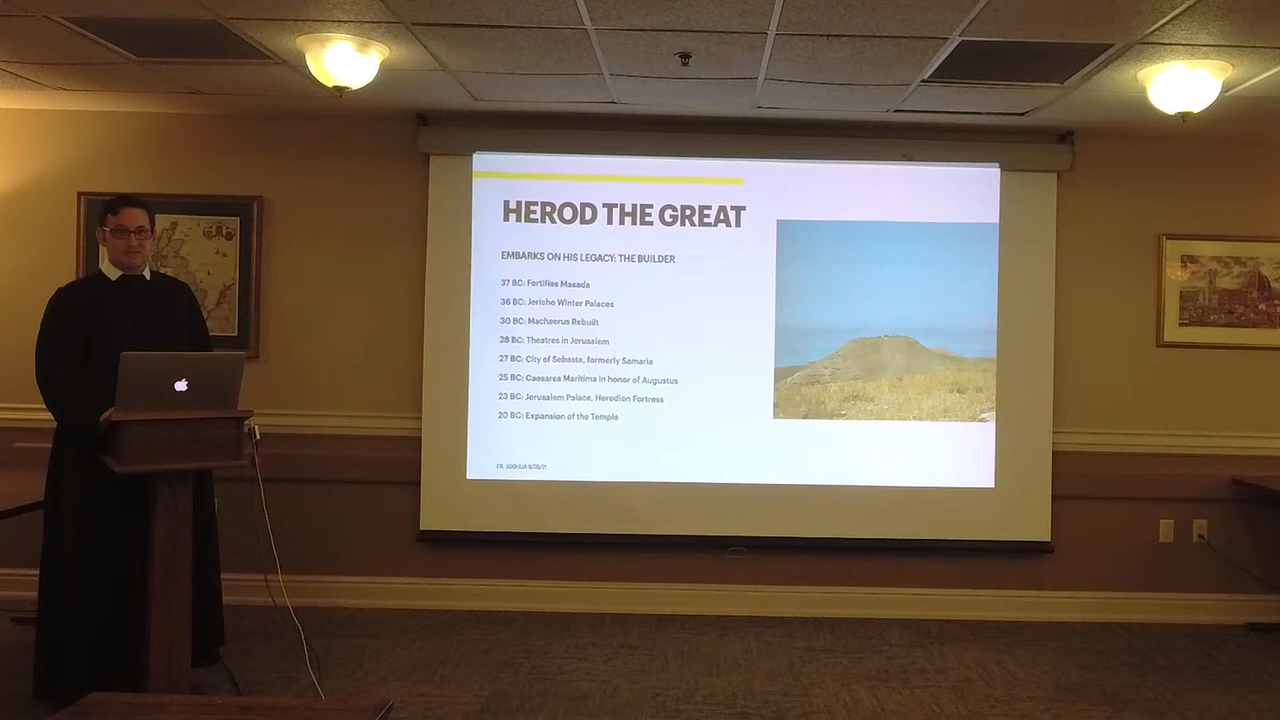 HEROD THE GREAT
EMBARKS ON HIS LEGACY: THE BUILDER
37 BC: Fortifies Masada
36 BC: Jericho Winter Palaces
30 BC: Machaerus Rebuilt
28 BC: Theatres in Jerusalem
27 BC: City of Sebaste, formerly Samaria
25 BC: Caesarea Maritima in honor of Augustus
23 BC: Jerusalem Palace, Herodion Fortress
20 BC: Expansion of the Temple
FR. JOSHUA